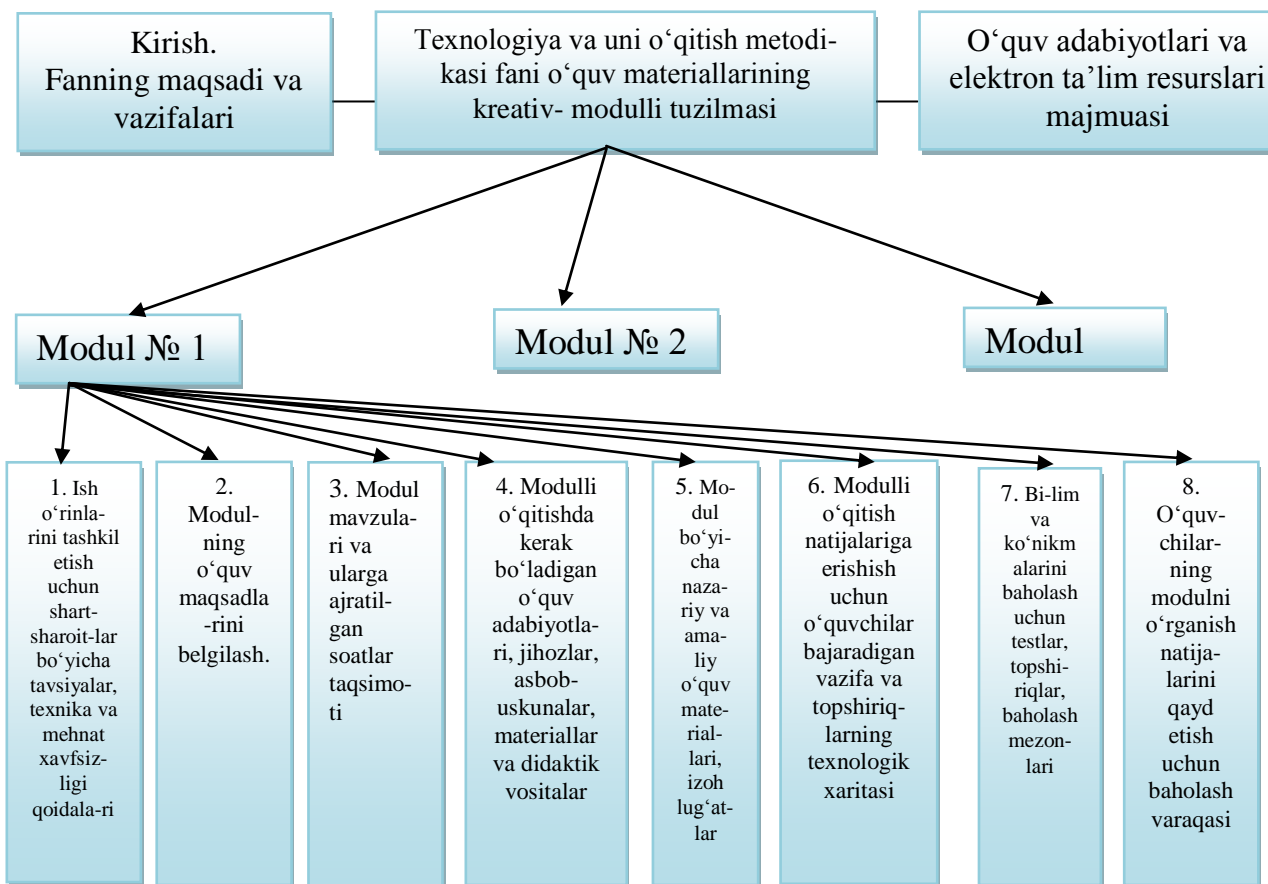 Kirish.
Fanning maqsadi va
vazifalari
Texnologiya va uni o‘qitish metodi-
kasi fani o‘quv materiallarining
kreativ- modulli tuzilmasi
O‘quv adabiyotlari va
elektron ta’lim resurslari
majmuasi
Modul № 1
Modul № 2
Modul
1. Ish
o‘rinla-
rini tashkil
etish
uchun
shart-
sharoit-lar
bo‘yicha
tavsiyalar,
texnika va
mehnat
xavfsiz-
ligi
qoidala-ri
2.
Modul-
ning
o‘quv
maqsadla
-rini
belgilash.
3. Modul
mavzula-
ri va
ularga
ajratil-
gan
soatlar
taqsimo-
ti
4. Modulli
o‘qitishda
kerak
bo‘ladigan
o‘quv
adabiyotla-
ri, jihozlar,
asbob-
uskunalar,
materiallar
va didaktik
vositalar
5. Mo-
dul
bo‘yi-
cha
naza-
riy va
ama-
liy
o‘quv
mate-
rial-
lari,
izoh
lug‘at-
lar
6. Modulli
o‘qitish
natijalariga
erishish
uchun
o‘quvchilar
bajaradigan
vazifa va
topshiriq-
larning
texnologik
xaritasi
7. Bi-lim
va
ko‘nikm
alarini
baholash
uchun
testlar,
topshi-
riqlar,
baholash
mezon-
lari
8.
O‘quv-
chilar-
ning
modulni
o‘rganish
natija-
larini
qayd
etish
uchun
baholash
varaqasi